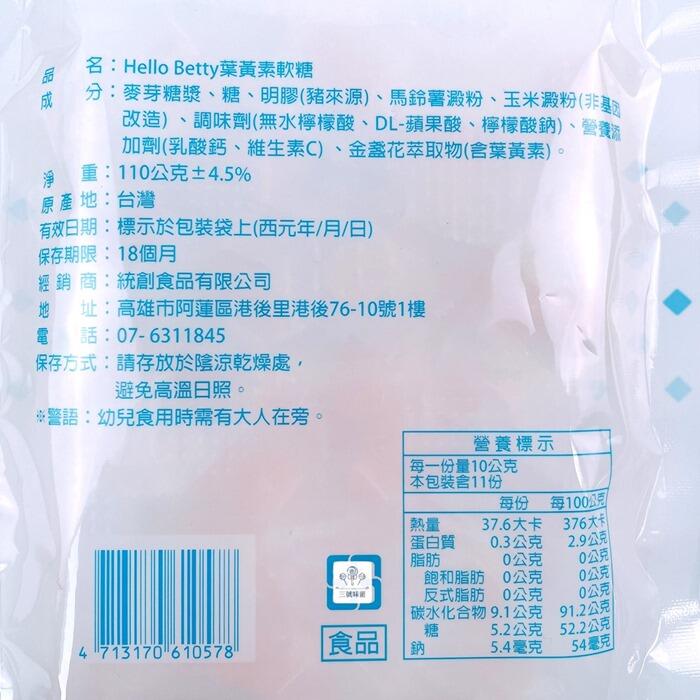 品名：Hello Betty葉黃素軟糖
成分：麥芽糖漿、糖、明膠(豬來源)、馬鈴薯澱粉、玉米澱粉(非基因
改造)、調味劑(無水檸檬酸、DL-蘋果酸、檸檬酸鈉)、營養添
加劑(乳酸鈣、維生素C)、金盞花萃取物(含葉黃素)。
淨重：110公克±4.5%
原產地：台灣
有效日期：標示於包裝袋上(西元年/月/日)
保存期限：18個月
經銷商：統創食品有限公司
地址：高雄市阿蓮區港後里港後76-10號1樓
電話：07- 6311845
保存方式：請存放於陰涼乾燥處，
避免高溫日照。
※警語：幼兒食用時需有大人在旁。
營養標示
每一份量10公克
本包裝含11份
每份 每100公克
熱量 37.6大卡 376大卡
蛋白質 0.3公克 2.9公克
脂肪 0公克 0公克
飽和脂肪 0公克 0公克
反式脂肪 0公克 0公克
碳水化合物 9.1公克 91.2公克
糖 5.2公克 52.2公克
鈉 5.4毫克 54毫克
三號味蕾
食品
4 713170 610578